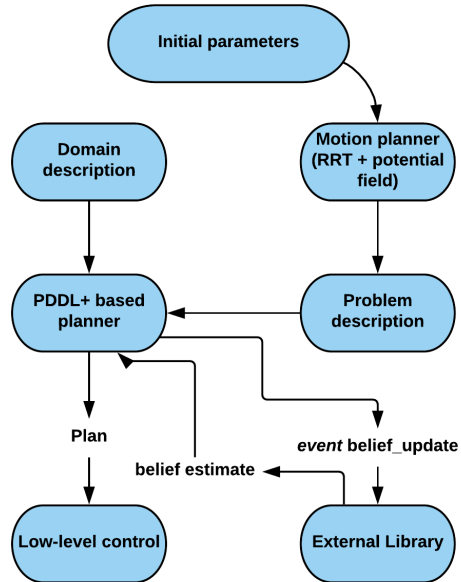 Initial parameters
Domain
description
Motion planner
(RRT + potential
field)
PDDL+ based
planner
Problem
description
Plan
event belief_update
belief estimate
Low-level control
External Library